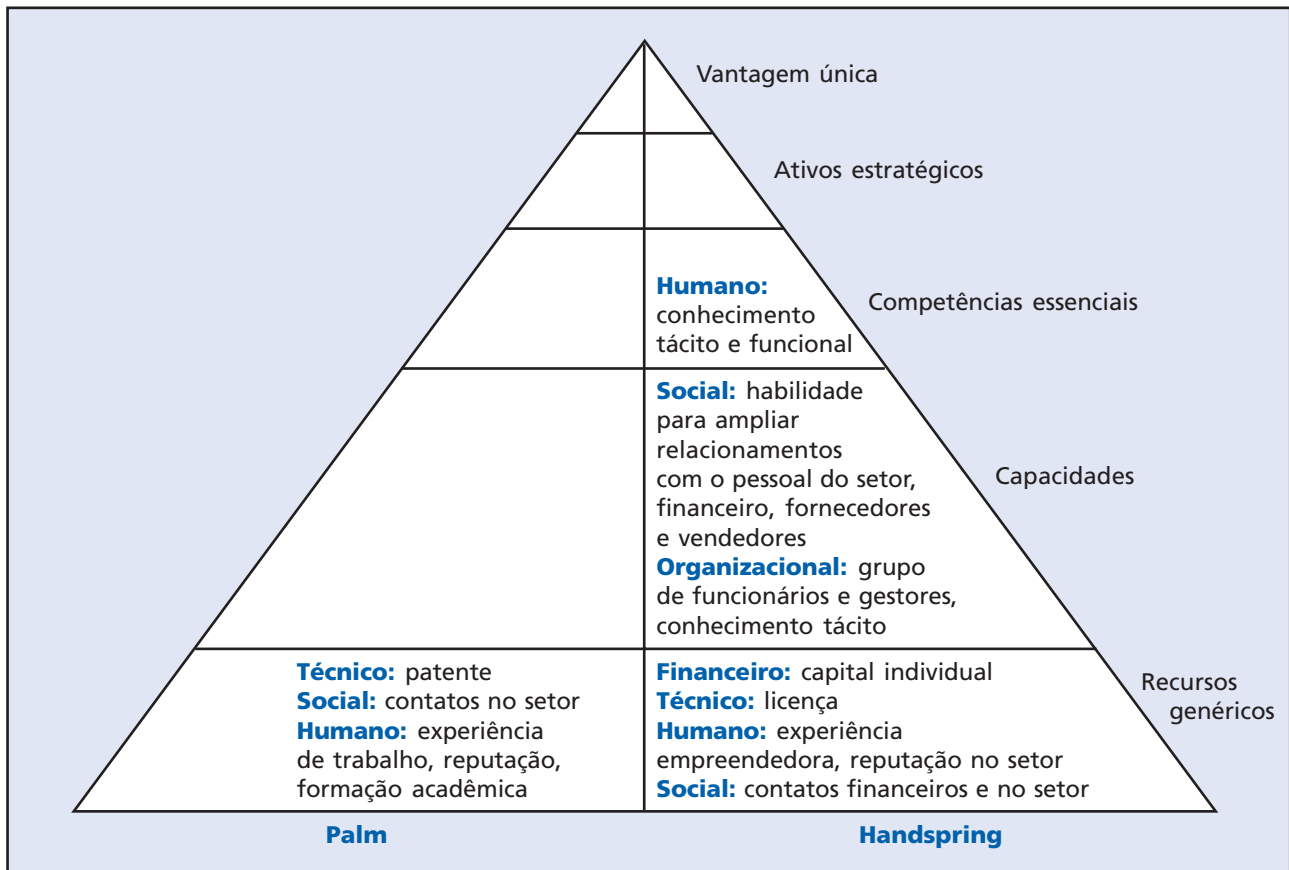 Vantagem única
Ativos estratégicos
Humano:
conhecimento
tácito e funcional
Competências essenciais
Social: habilidade
para ampliar
relacionamentos
com o pessoal do setor,
financeiro, fornecedores
e vendedores
Organizacional: grupo
de funcionários e gestores,
conhecimento tácito
Capacidades
Técnico: patente
Social: contatos no setor
Humano: experiência
de trabalho, reputação,
formação acadêmica
Financeiro: capital individual
Técnico: licença
Humano: experiência
empreendedora, reputação no setor
Social: contatos financeiros e no setor
Recursos
genéricos
Palm
Handspring